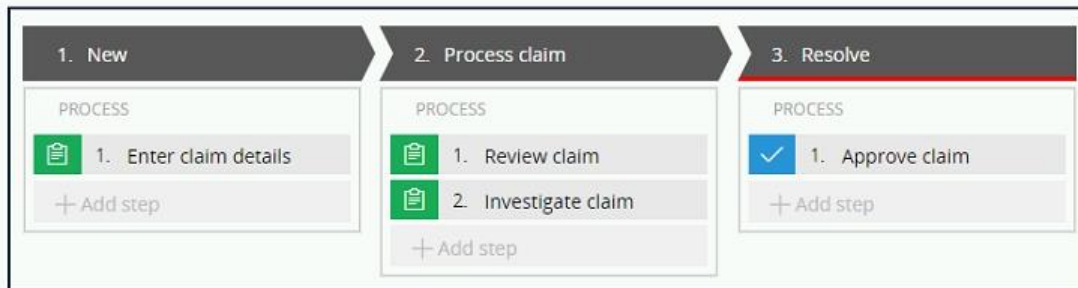 1. New
PROCESS
1. Enter claim details
+ Add step
2. Process claim
PROCESS
1. Review claim
2. Investigate claim
+ Add step
3. Resolve
PROCESS
1. Approve claim
+ Add step